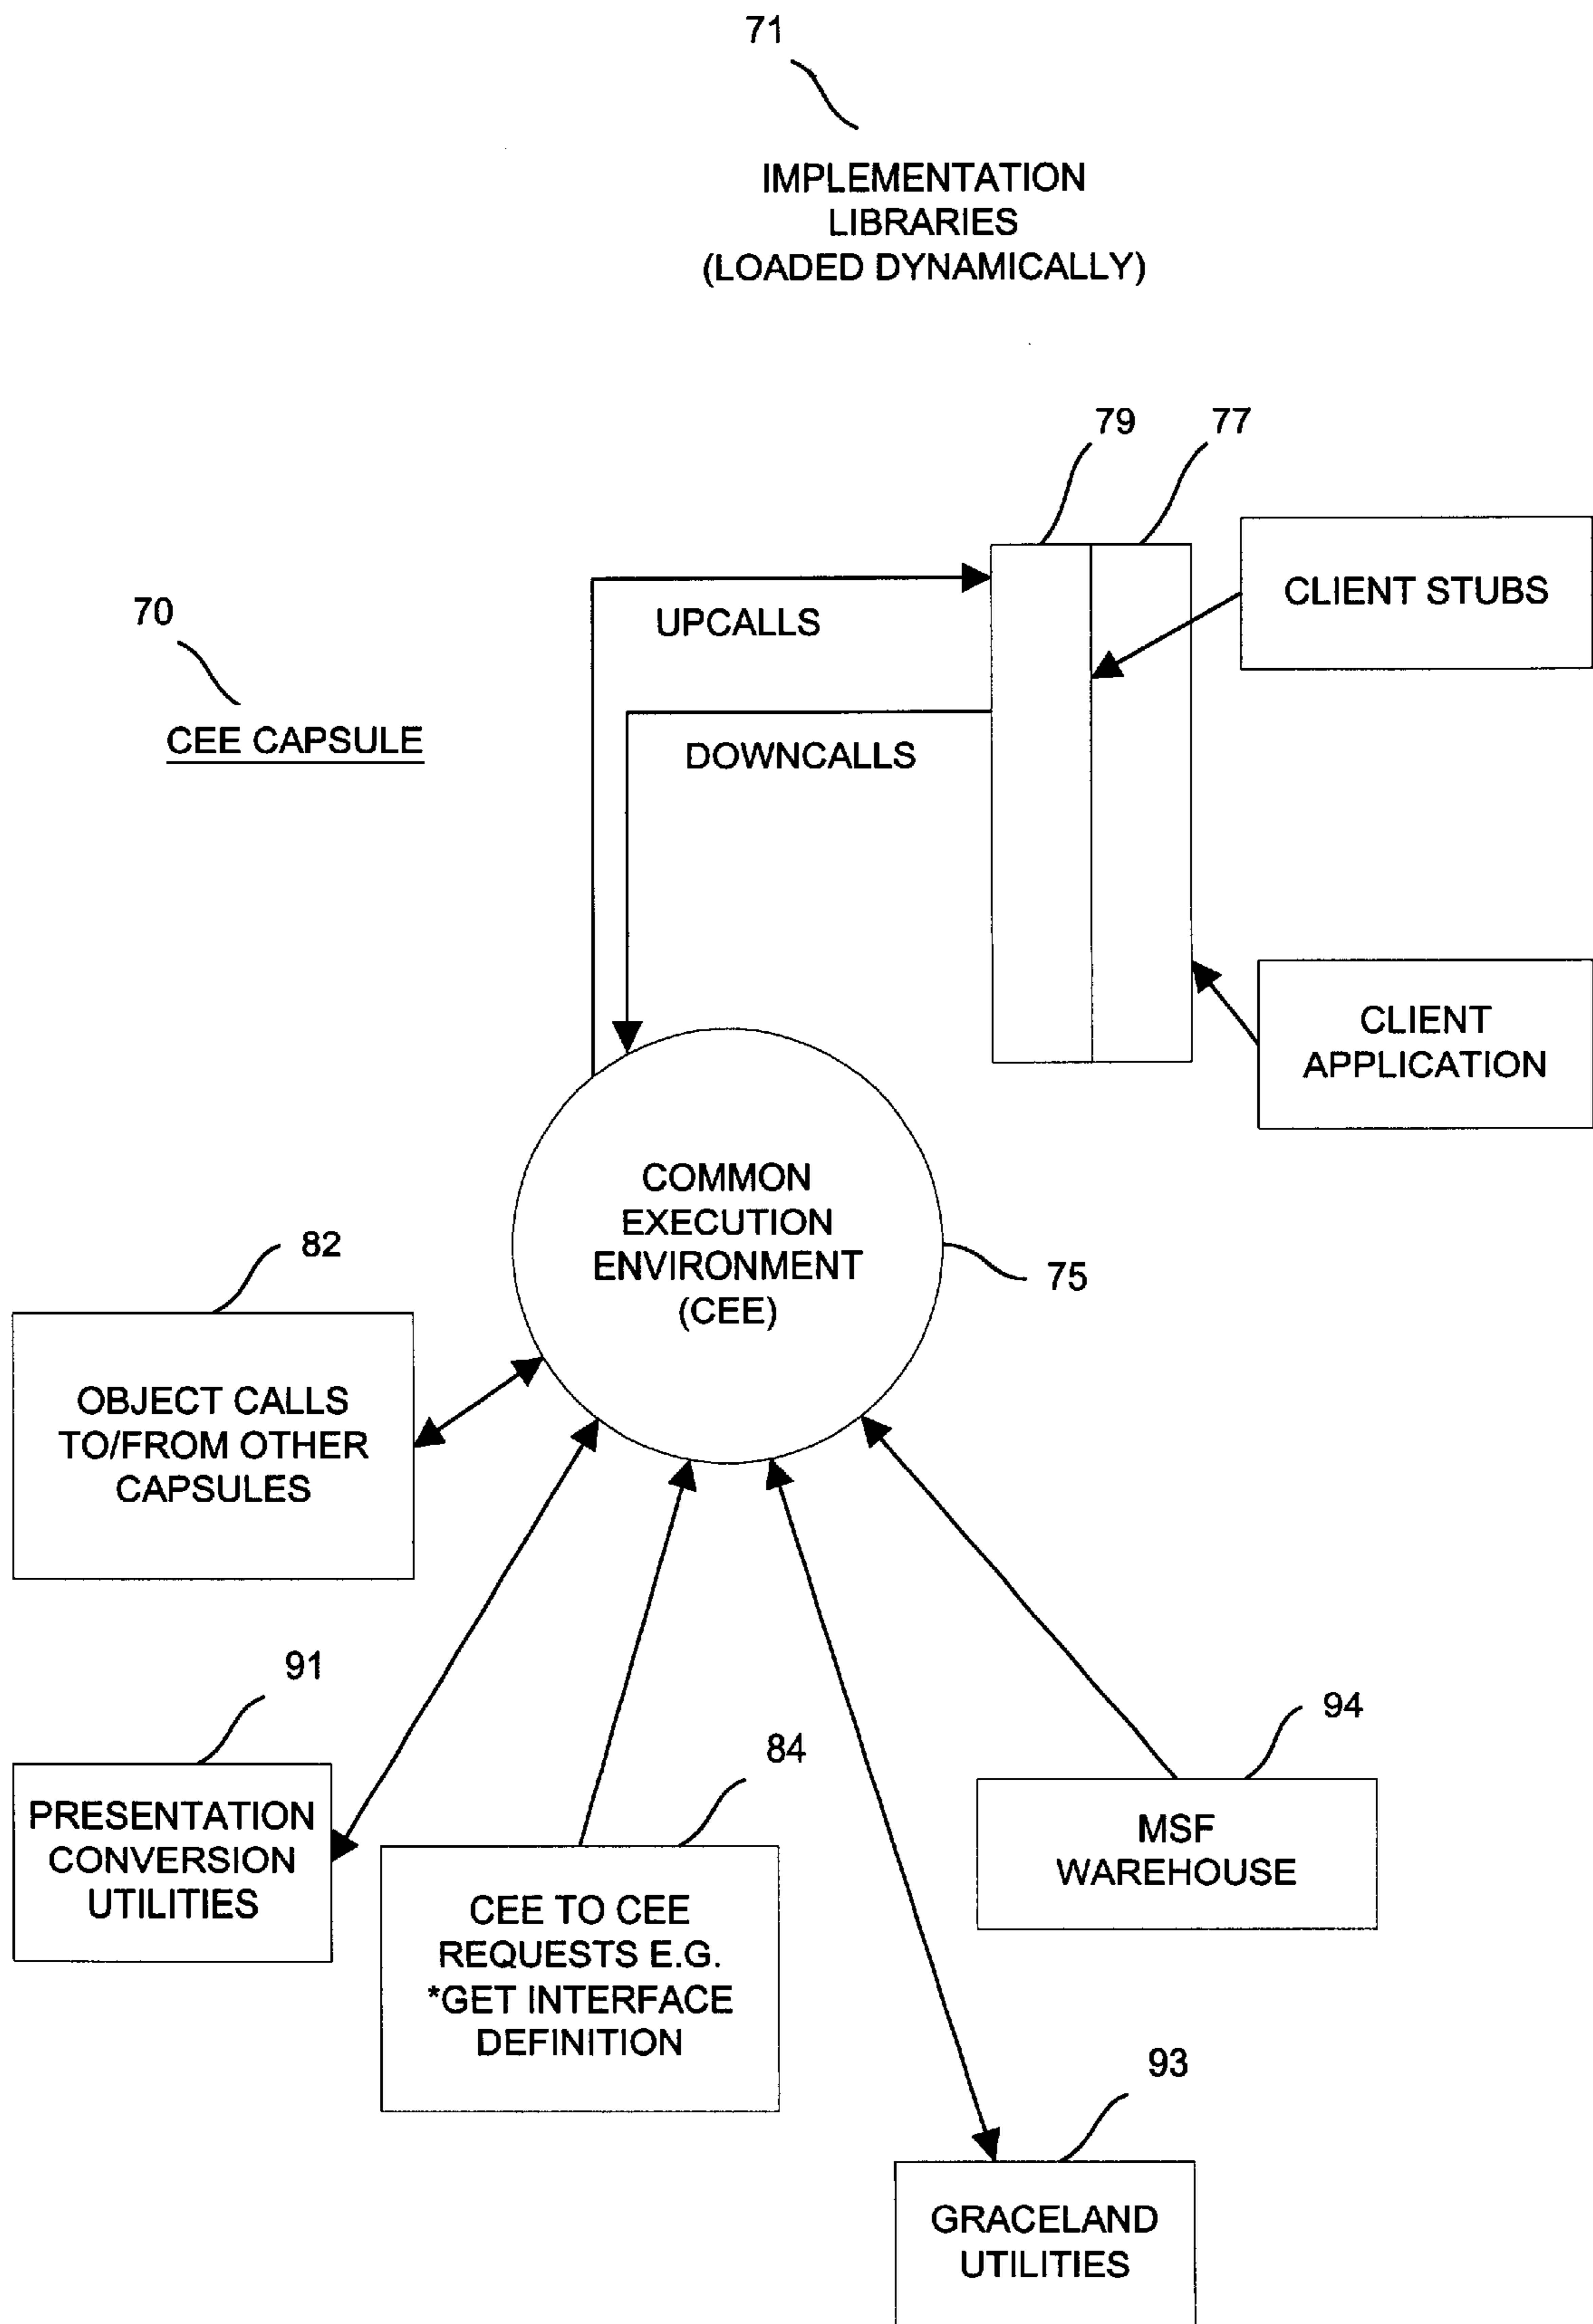 71
IMPLEMENTATION
LIBRARIES
(LOADED DYNAMICALLY)
79
77
CLIENT STUBS
UPCALLS
70
CEE CAPSULE
DOWNCALLS
CLIENT
APPLICATION
COMMON
EXECUTION
ENVIRONMENT
(CEE)
75
82
OBJECT CALLS
TO/FROM OTHER
CAPSULES
91
PRESENTATION
CONVERSION
UTILITIES
84
CEE TO CEE
REQUESTS E.G.
*GET INTERFACE
DEFINITION
94
MSF
WAREHOUSE
93
GRACELAND
UTILITIES